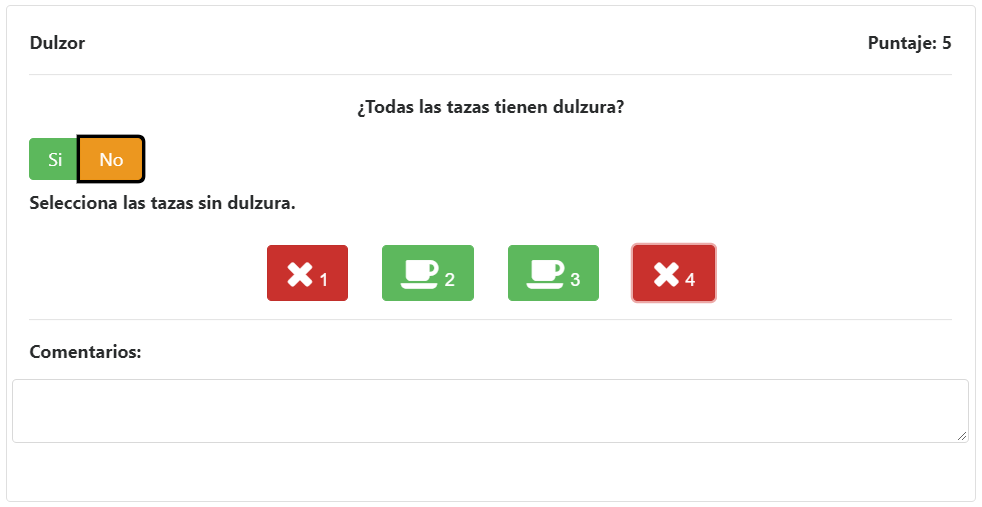 Dulzor Puntaje: 5
¿Todas las tazas tienen dulzura?
Si No
Selecciona las tazas sin dulzura.
1 2 3 4
Comentarios: